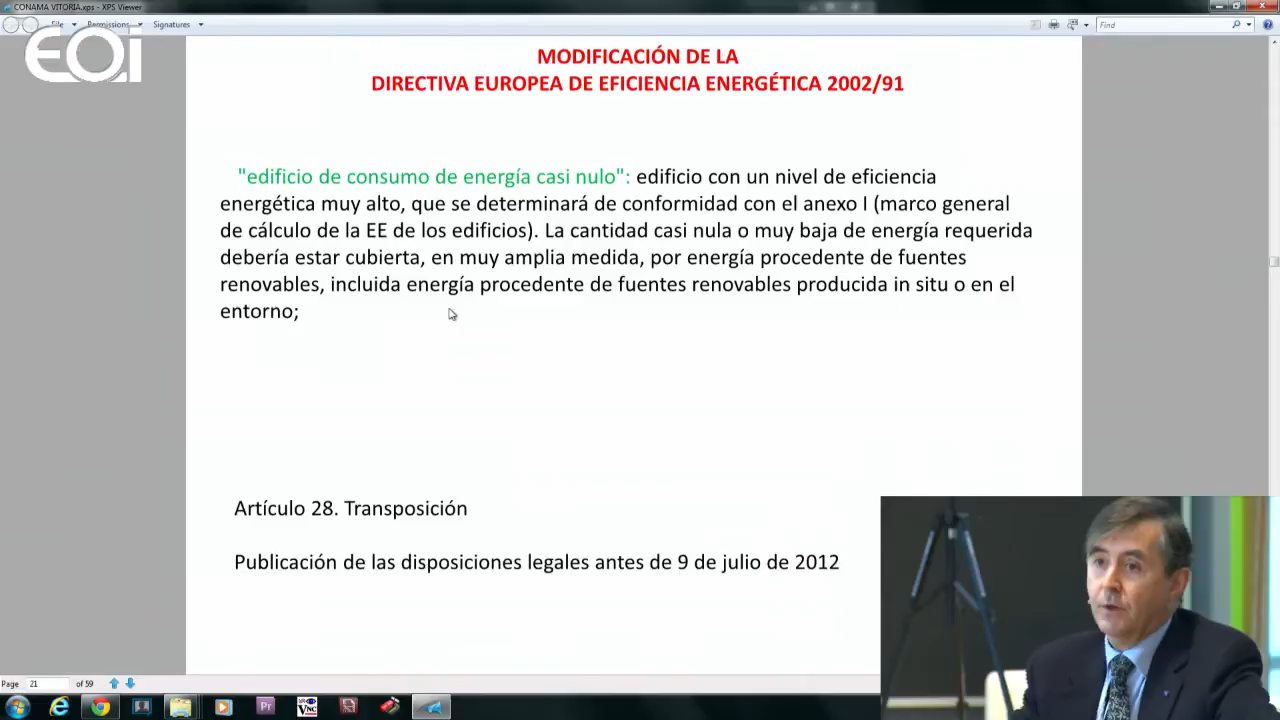 CONAMA VITORIA.xps - XPS Viewer
File Permissions Signatures
Find
eoi
MODIFICACIÓN DE LA
DIRECTIVA EUROPEA DE EFICIENCIA ENERGÉTICA 2002/91
"edificio de consumo de energía casi nulo": edificio con un nivel de eficiencia
energética muy alto, que se determinará de conformidad con el anexo I (marco general
de cálculo de la EE de los edificios). La cantidad casi nula o muy baja de energía requerida
debería estar cubierta, en muy amplia medida, por energía procedente de fuentes
renovables, incluida energía procedente de fuentes renovables producida in situ o en el
entorno;
Artículo 28. Transposición
Publicación de las disposiciones legales antes de 9 de julio de 2012
Page 21 of 59
Pr
VNC